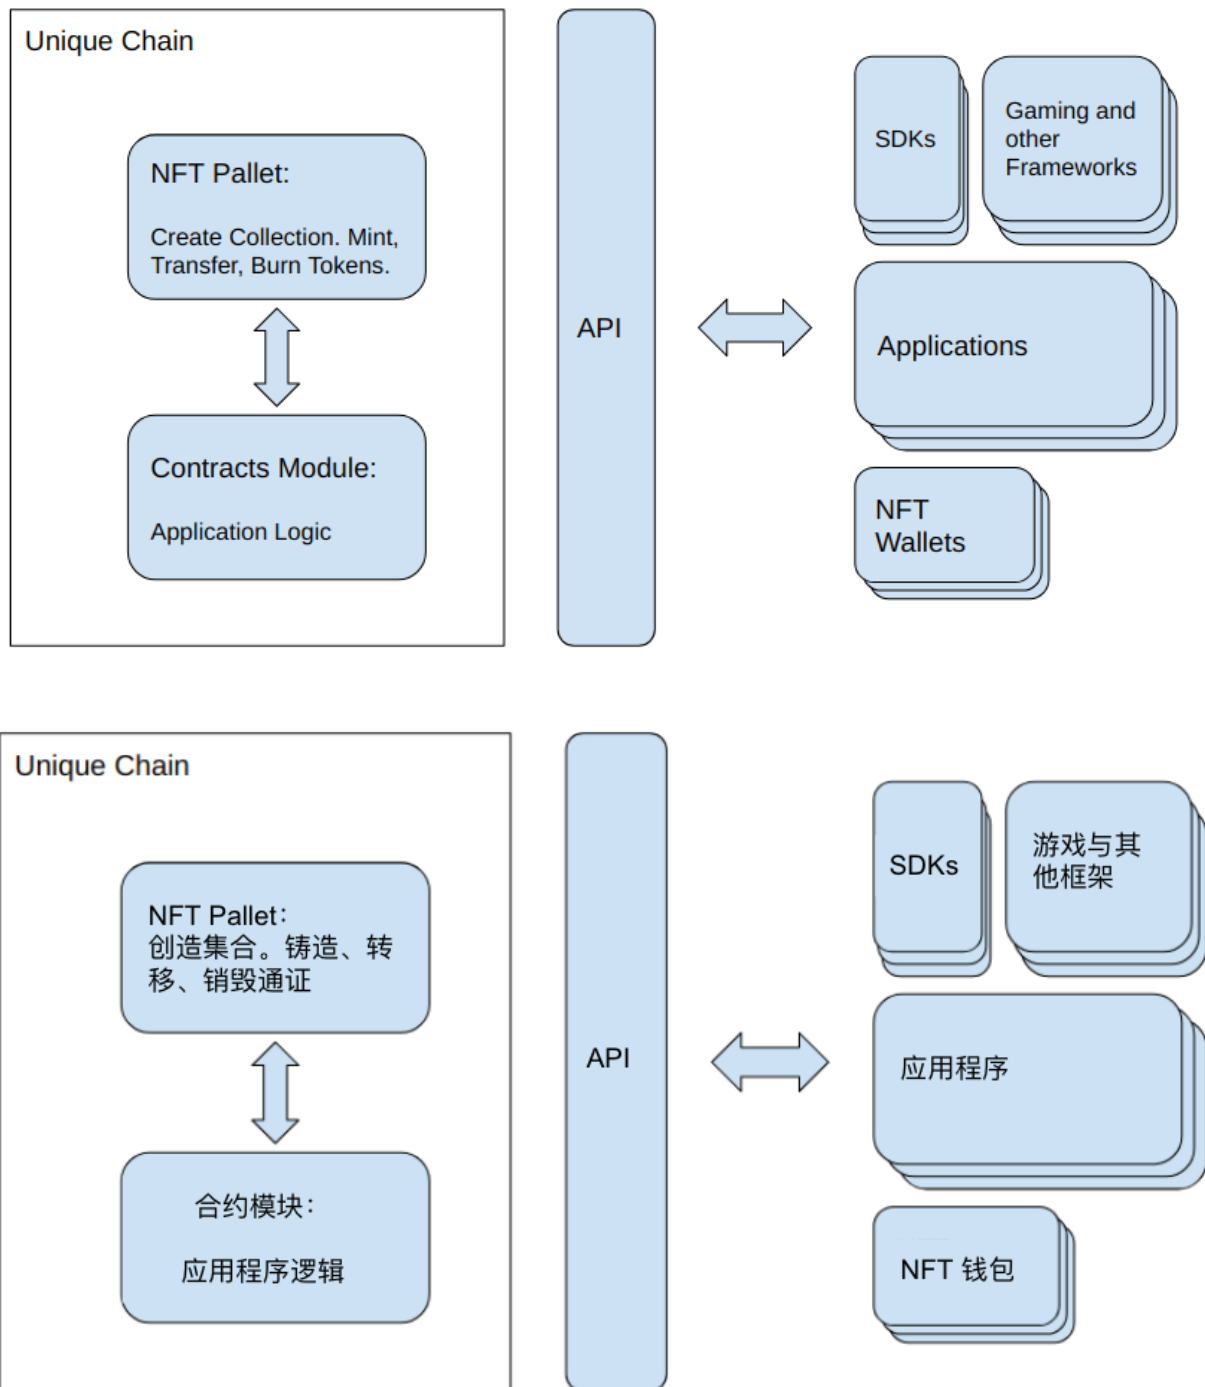 Unique Chain
NFT Pallet:
Create Collection. Mint,
Transfer, Burn Tokens.
Contracts Module:
Application Logic
API
SDKs
Gaming and
other
Frameworks
Applications
NFT
Wallets
Unique Chain
NFT Pallet：
创造集合。铸造、转
移、销毁通证
合约模块：
应用程序逻辑
API
SDKs
游戏与其
他框架
应用程序
NFT 钱包